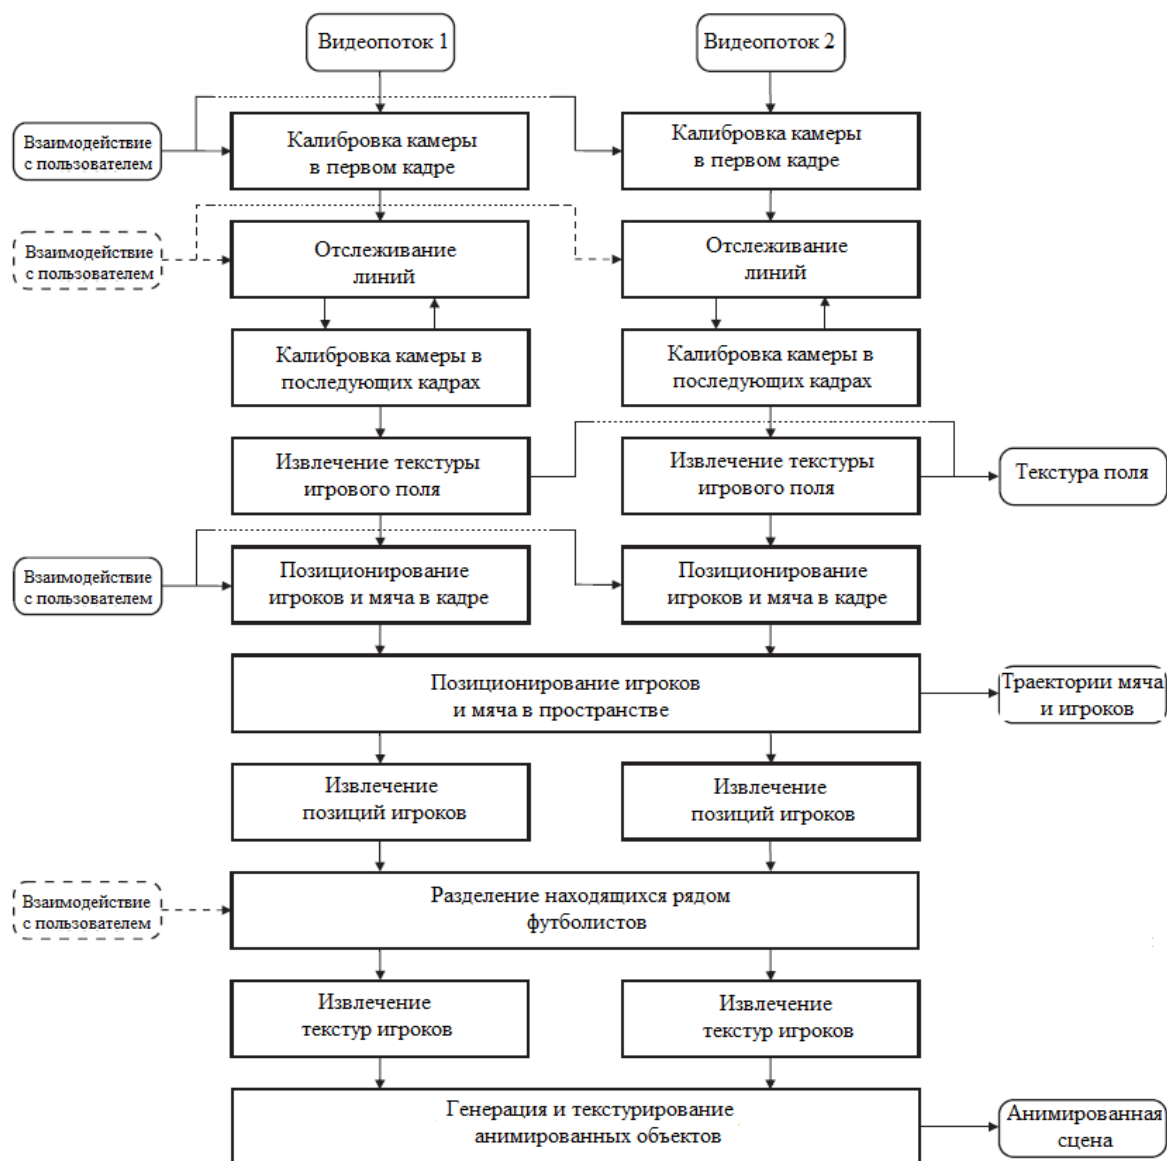 Видеопоток 1
Видеопоток 2
Взаимодействие
с пользователем
Калибровка камеры
в первом кадре
Калибровка камеры
в первом кадре
Взаимодействие
с пользователем
Отслеживание
линий
Отслеживание
линий
Калибровка камеры в
последующих кадрах
Калибровка камеры в
последующих кадрах
Извлечение текстуры
игрового поля
Извлечение текстуры
игрового поля
Текстура поля
Взаимодействие
с пользователем
Позиционирование
игроков и мяча в кадре
Позиционирование
игроков и мяча в кадре
Позиционирование игроков
и мяча в пространстве
Траектории мяча
и игроков
Извлечение
позиций игроков
Извлечение
позиций игроков
Взаимодействие
с пользователем
Разделение находящихся рядом
футболистов
Извлечение
текстур игроков
Извлечение
текстур игроков
Генерация и текстурирование
анимированных объектов
Анимированная
сцена